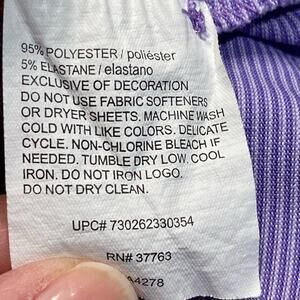 95% POLYESTER / poliéster
5% ELASTANE / elastano
EXCLUSIVE OF DECORATION
DO NOT USE FABRIC SOFTENERS
OR DRYER SHEETS. MACHINE WASH
COLD WITH LIKE COLORS. DELICATE
CYCLE. NON-CHLORINE BLEACH IF
NEEDED. TUMBLE DRY LOW. COOL
IRON. DO NOT IRON LOGO.
DO NOT DRY CLEAN.
UPC# 730262330354
RN# 37763
A4278